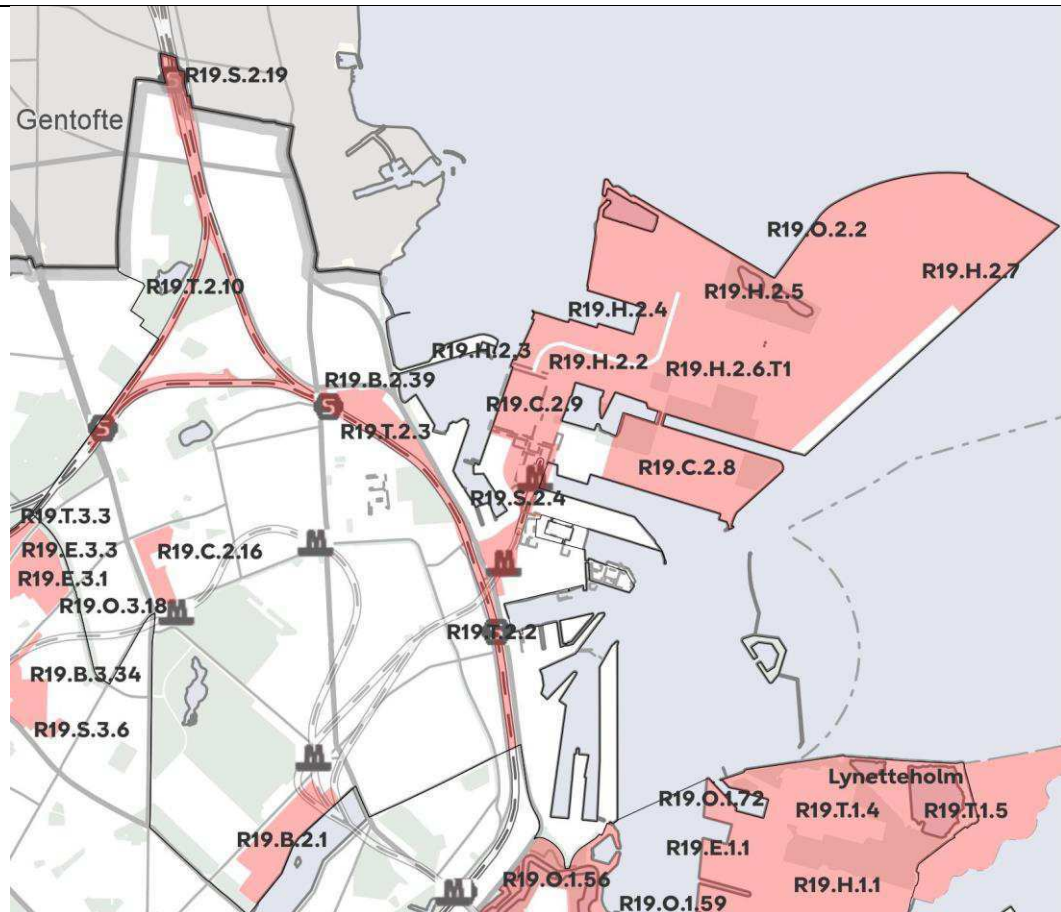 R19.S.2.19
Gentofte
R19.O.2.2
R19.H.2.7
R19.T.2.10
R19.H.2.5
R19.H.2.4
R19.H.2.3
R19.H.2.2
R19.H.2.6.T1
R19.B.2.39
S
R19.C.2.9
S
R19.T.2.3
R19.C.2.8
M
R19.S.2.4
R19.T.3.3
R19.E.3.3
R19.C.2.16
M
M
R19.E.3.1
R19.O.3.18
M
R19.T.2.2
R19.B.3,34
R19.S.3.6
M
Lynetteholm
R19.O.1.72
R19.T.1.4
R19.T.1.5
R19.B.2.1
R19.E.1.1
R19.O.1.56
R19.H.1.1
M
R19.O.1.59